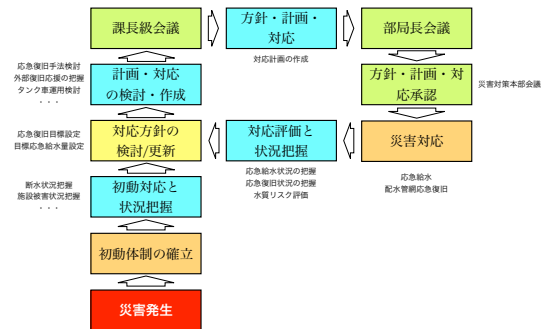 課長級会議
方針・計画・
対応
部局長会議
対応計画の作成
応急復旧手法検討
外部復旧応援の把握
タンク車運用検討
・・・
計画・対応
の検討・作成
方針・計画・対
応承認
災害対策本部会議
応急復旧目標設定
目標応急給水量設定
対応方針の
検討/更新
対応評価と
状況把握
災害対応
応急給水状況の把握
応急復旧状況の把握
水質リスク評価
応急給水
配水管網応急復旧
断水状況把握
施設被害状況把握
・・・
初動対応と
状況把握
初動体制の確立
災害発生